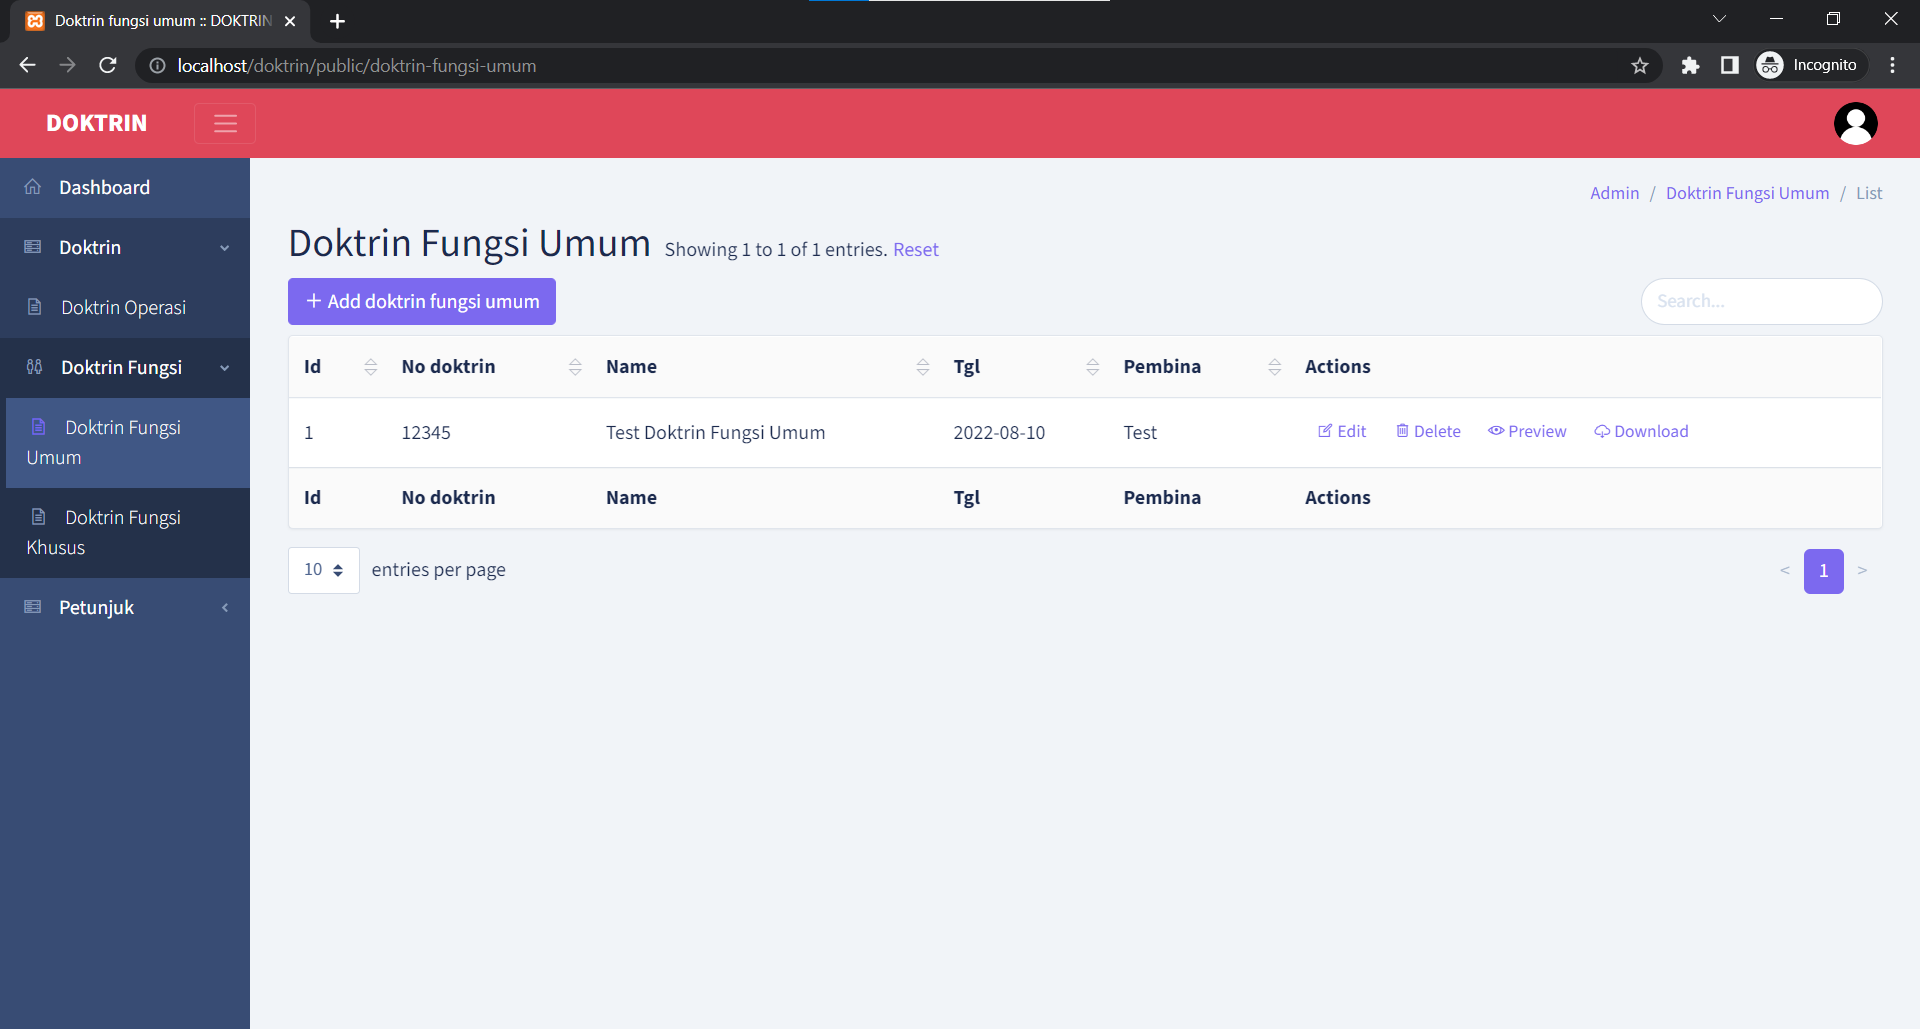 Doktrin fungsi umum :: DOKTRIN
localhost/doktrin/public/doktrin-fungsi-umum
Incognito
DOKTRIN
Dashboard
Doktrin
Doktrin Operasi
Doktrin Fungsi
Doktrin Fungsi
Umum
Doktrin Fungsi
Khusus
Petunjuk
Admin / Doktrin Fungsi Umum / List
Doktrin Fungsi Umum Showing 1 to 1 of 1 entries. Reset
+ Add doktrin fungsi umum
Search...
Id No doktrin Name Tgl Pembina Actions
1 12345 Test Doktrin Fungsi Umum 2022-08-10 Test Edit Delete Preview Download
Id No doktrin Name Tgl Pembina Actions
10 entries per page
< 1 >